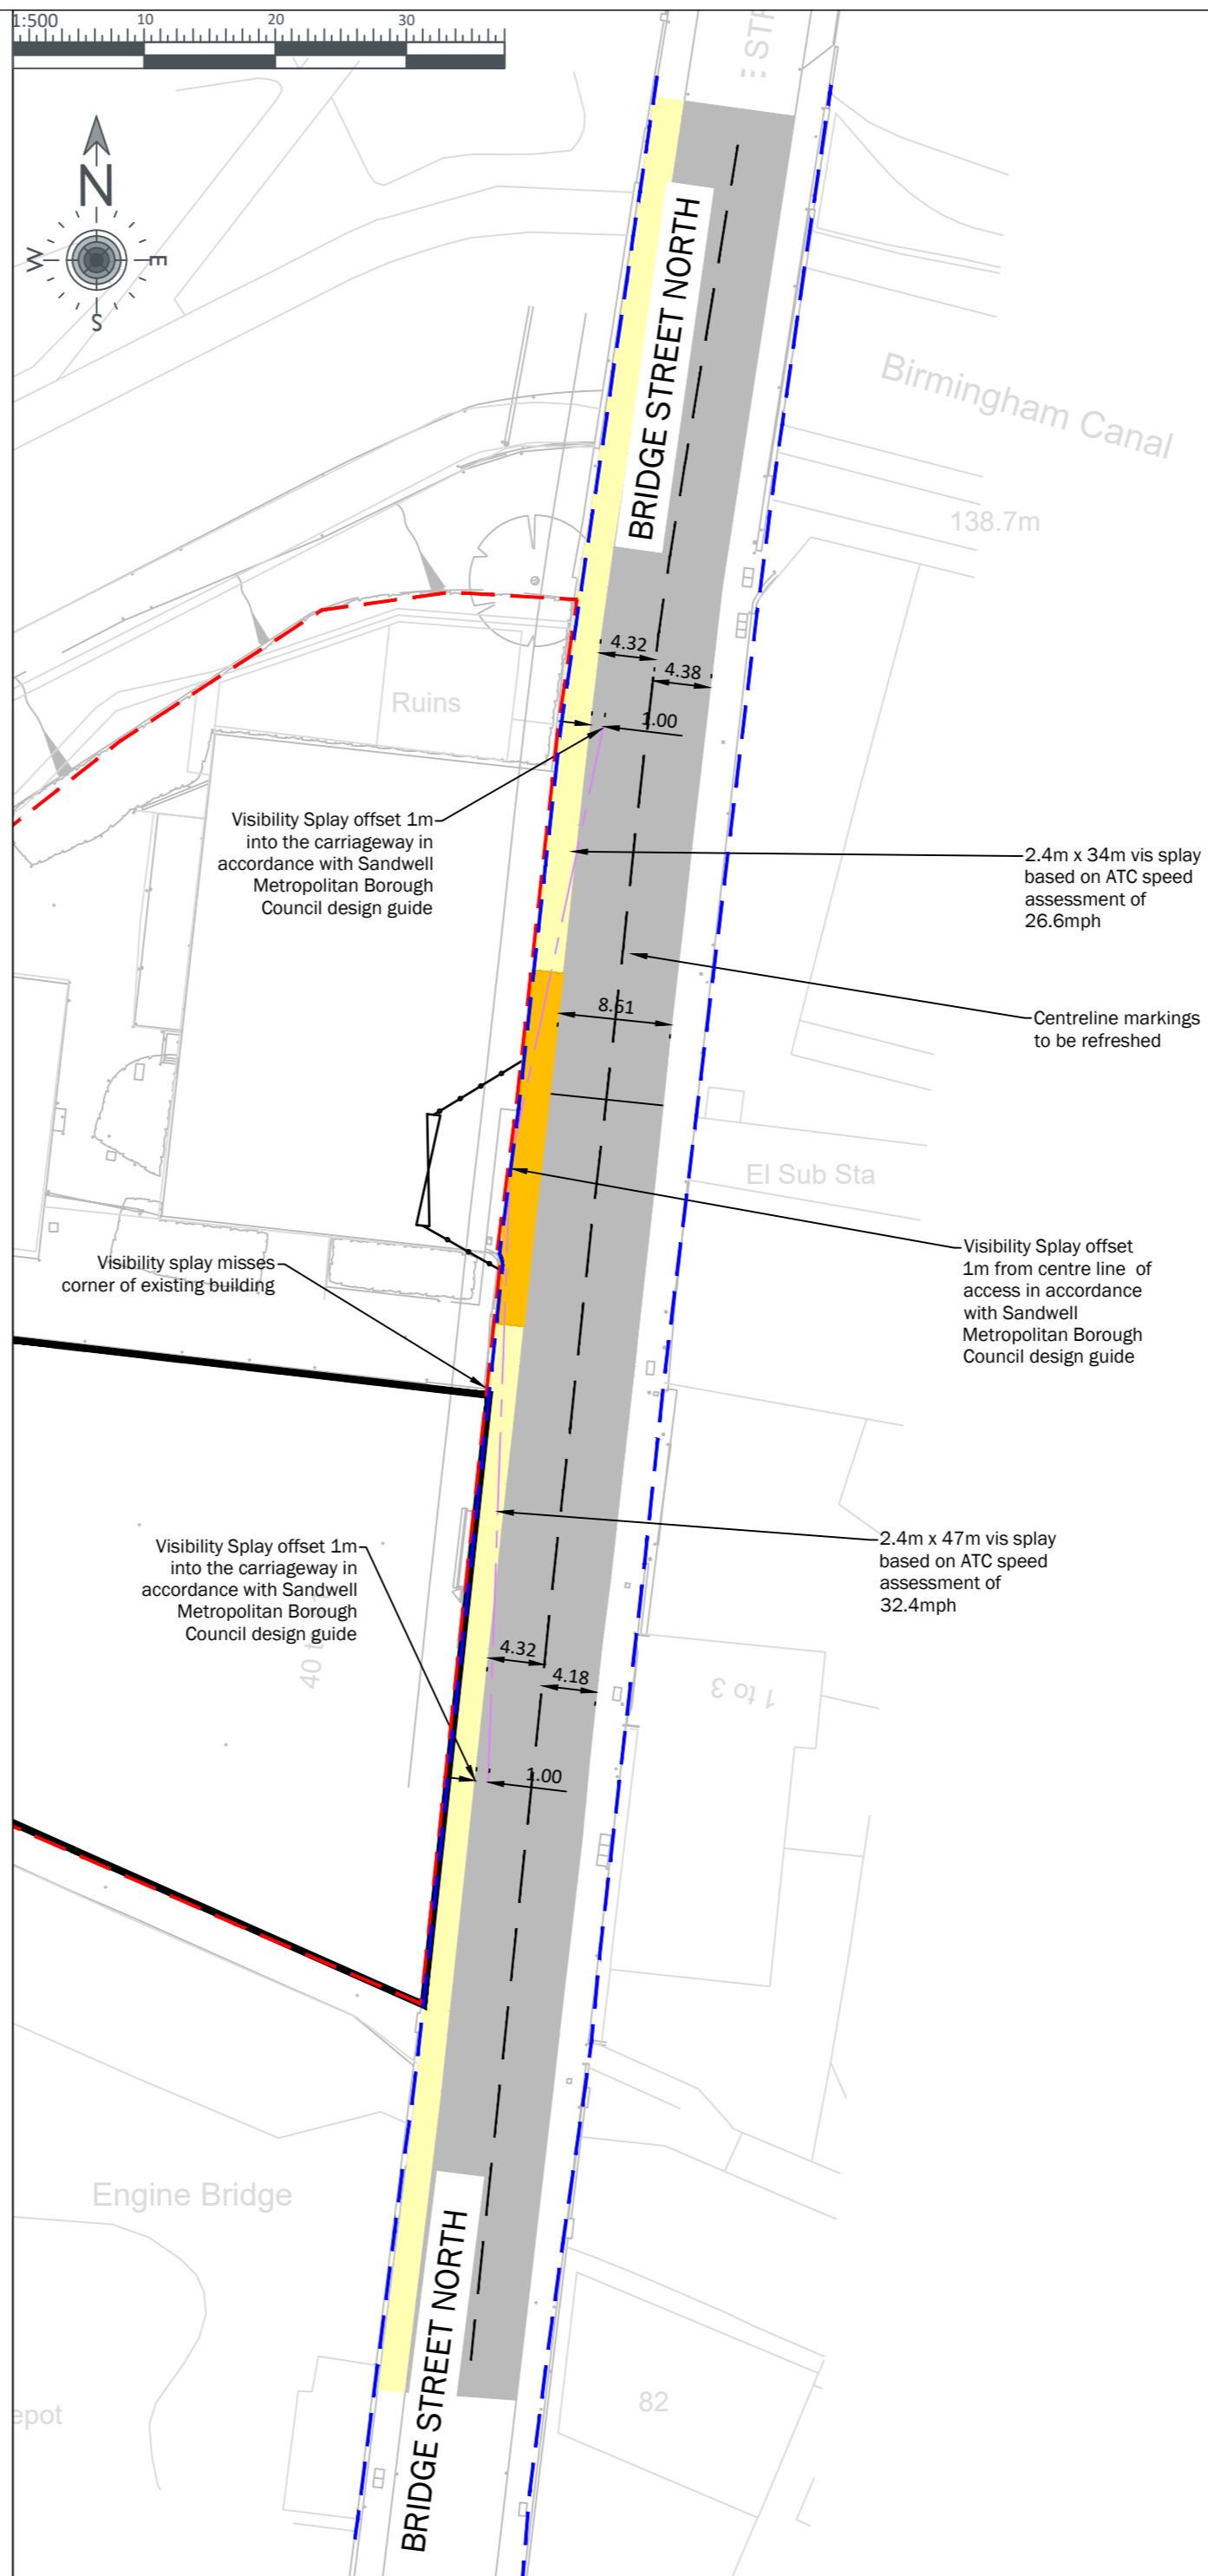 1:500
10
20
30
N
W
E
S
BRIDGE STREET NORTH
Birmingham Canal
138.7m
4.32
4.38
1.00
Ruins
Visibility Splay offset 1m
into the carriageway in
accordance with Sandwell
Metropolitan Borough
Council design guide
2.4m x 34m vis splay
based on ATC speed
assessment of
26.6mph
8.61
Centreline markings
to be refreshed
El Sub Sta
Visibility Splay offset
1m from centre line of
access in accordance
with Sandwell
Metropolitan Borough
Council design guide
Visibility splay misses
corner of existing building
2.4m x 47m vis splay
based on ATC speed
assessment of
32.4mph
Visibility Splay offset 1m
into the carriageway in
accordance with Sandwell
Metropolitan Borough
Council design guide
40 t
4.32
4.18
1 to 3
1.00
Engine Bridge
BRIDGE STREET NORTH
82
epot